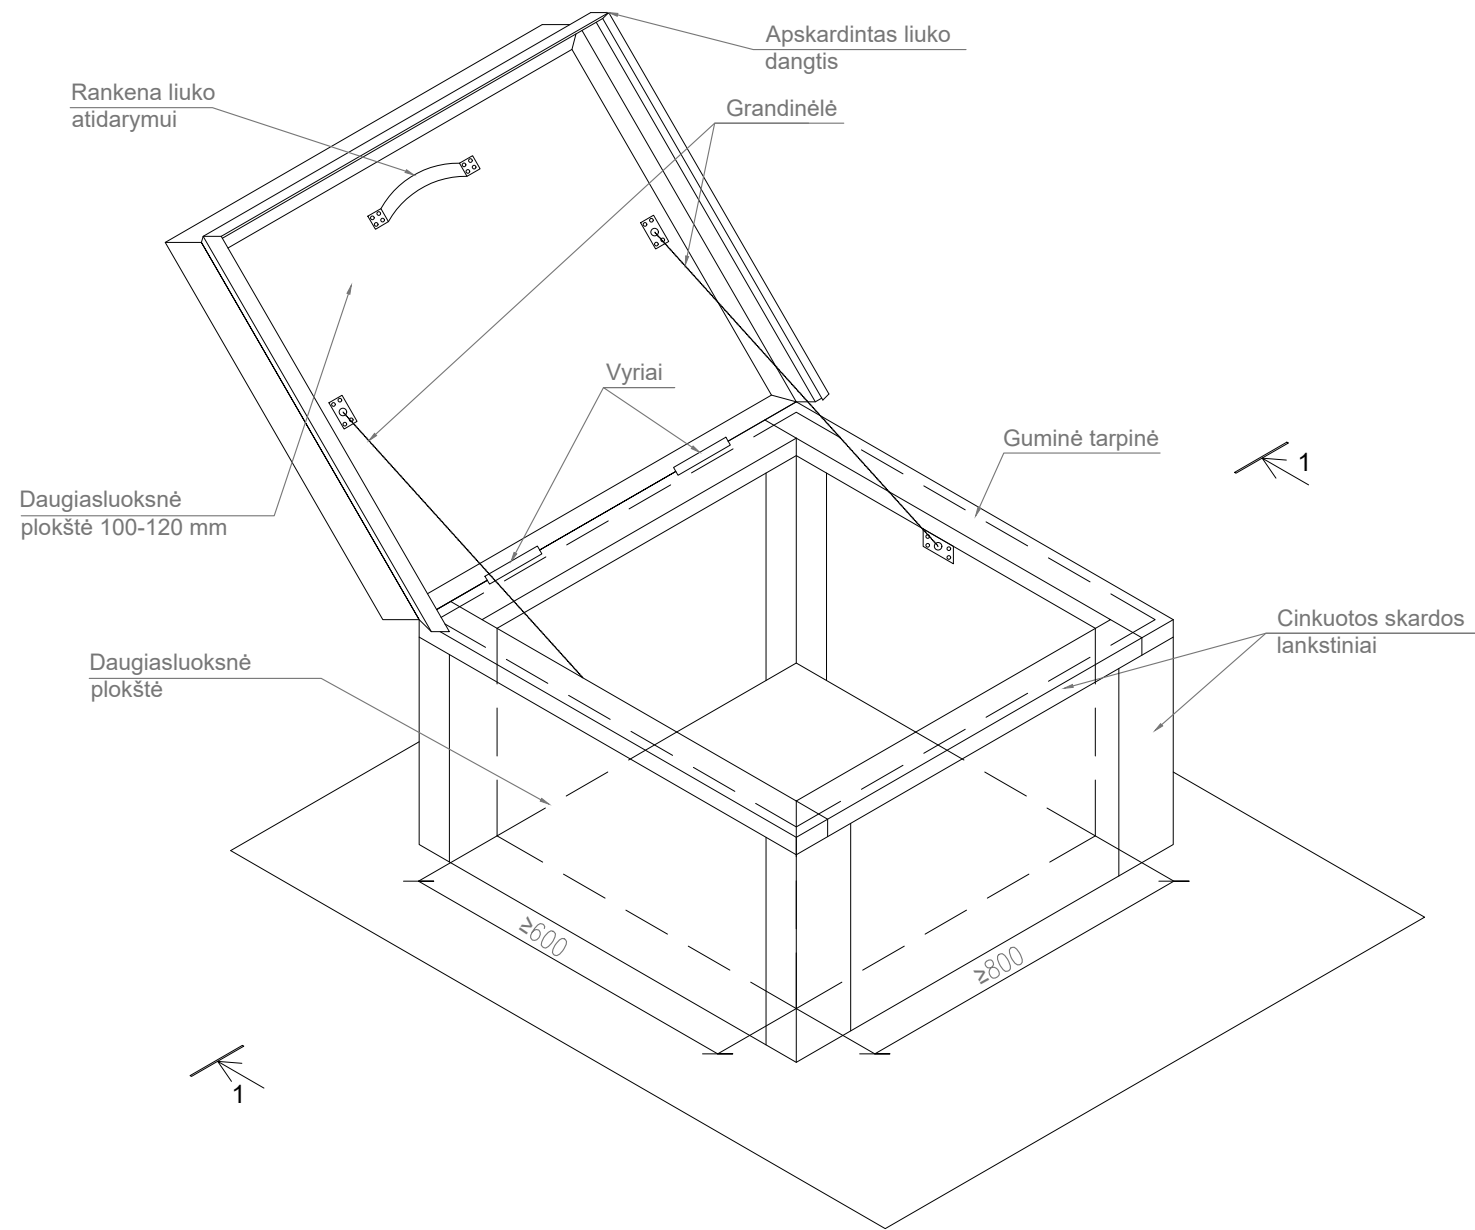 Apskardintas liuko
dangtis
Rankena liuko
atidarymui
Grandinėlė
Vyriai
Guminė tarpinė
1
Daugiasluoksnė
plokštė 100-120 mm
Cinkuotos skardos
lankstiniai
Daugiasluoksnė
plokštė
≥600
≥800
1